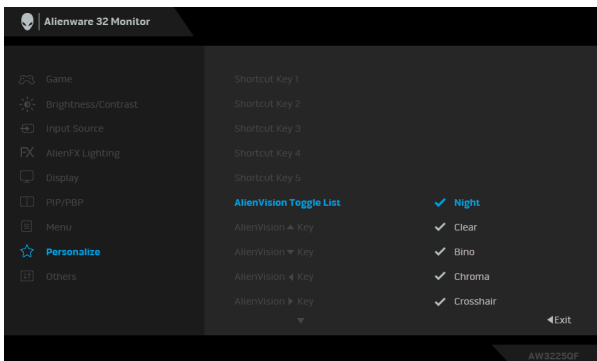 Alienware 32 Monitor
Game
Shortcut Key 1
Brightness/Contrast
Shortcut Key 2
Input Source
Shortcut Key 3
FX AlienFX Lighting
Shortcut Key 4
Display
Shortcut Key 5
PIP/PBP
AlienVision Toggle List
✓ Night
Menu
AlienVision ▲ Key
✓ Clear
Personalize
AlienVision ▼ Key
✓ Bino
Others
AlienVision ◀ Key
✓ Chroma
AlienVision ▶ Key
✓ Crosshair
▼
◀Exit
AW3225QF